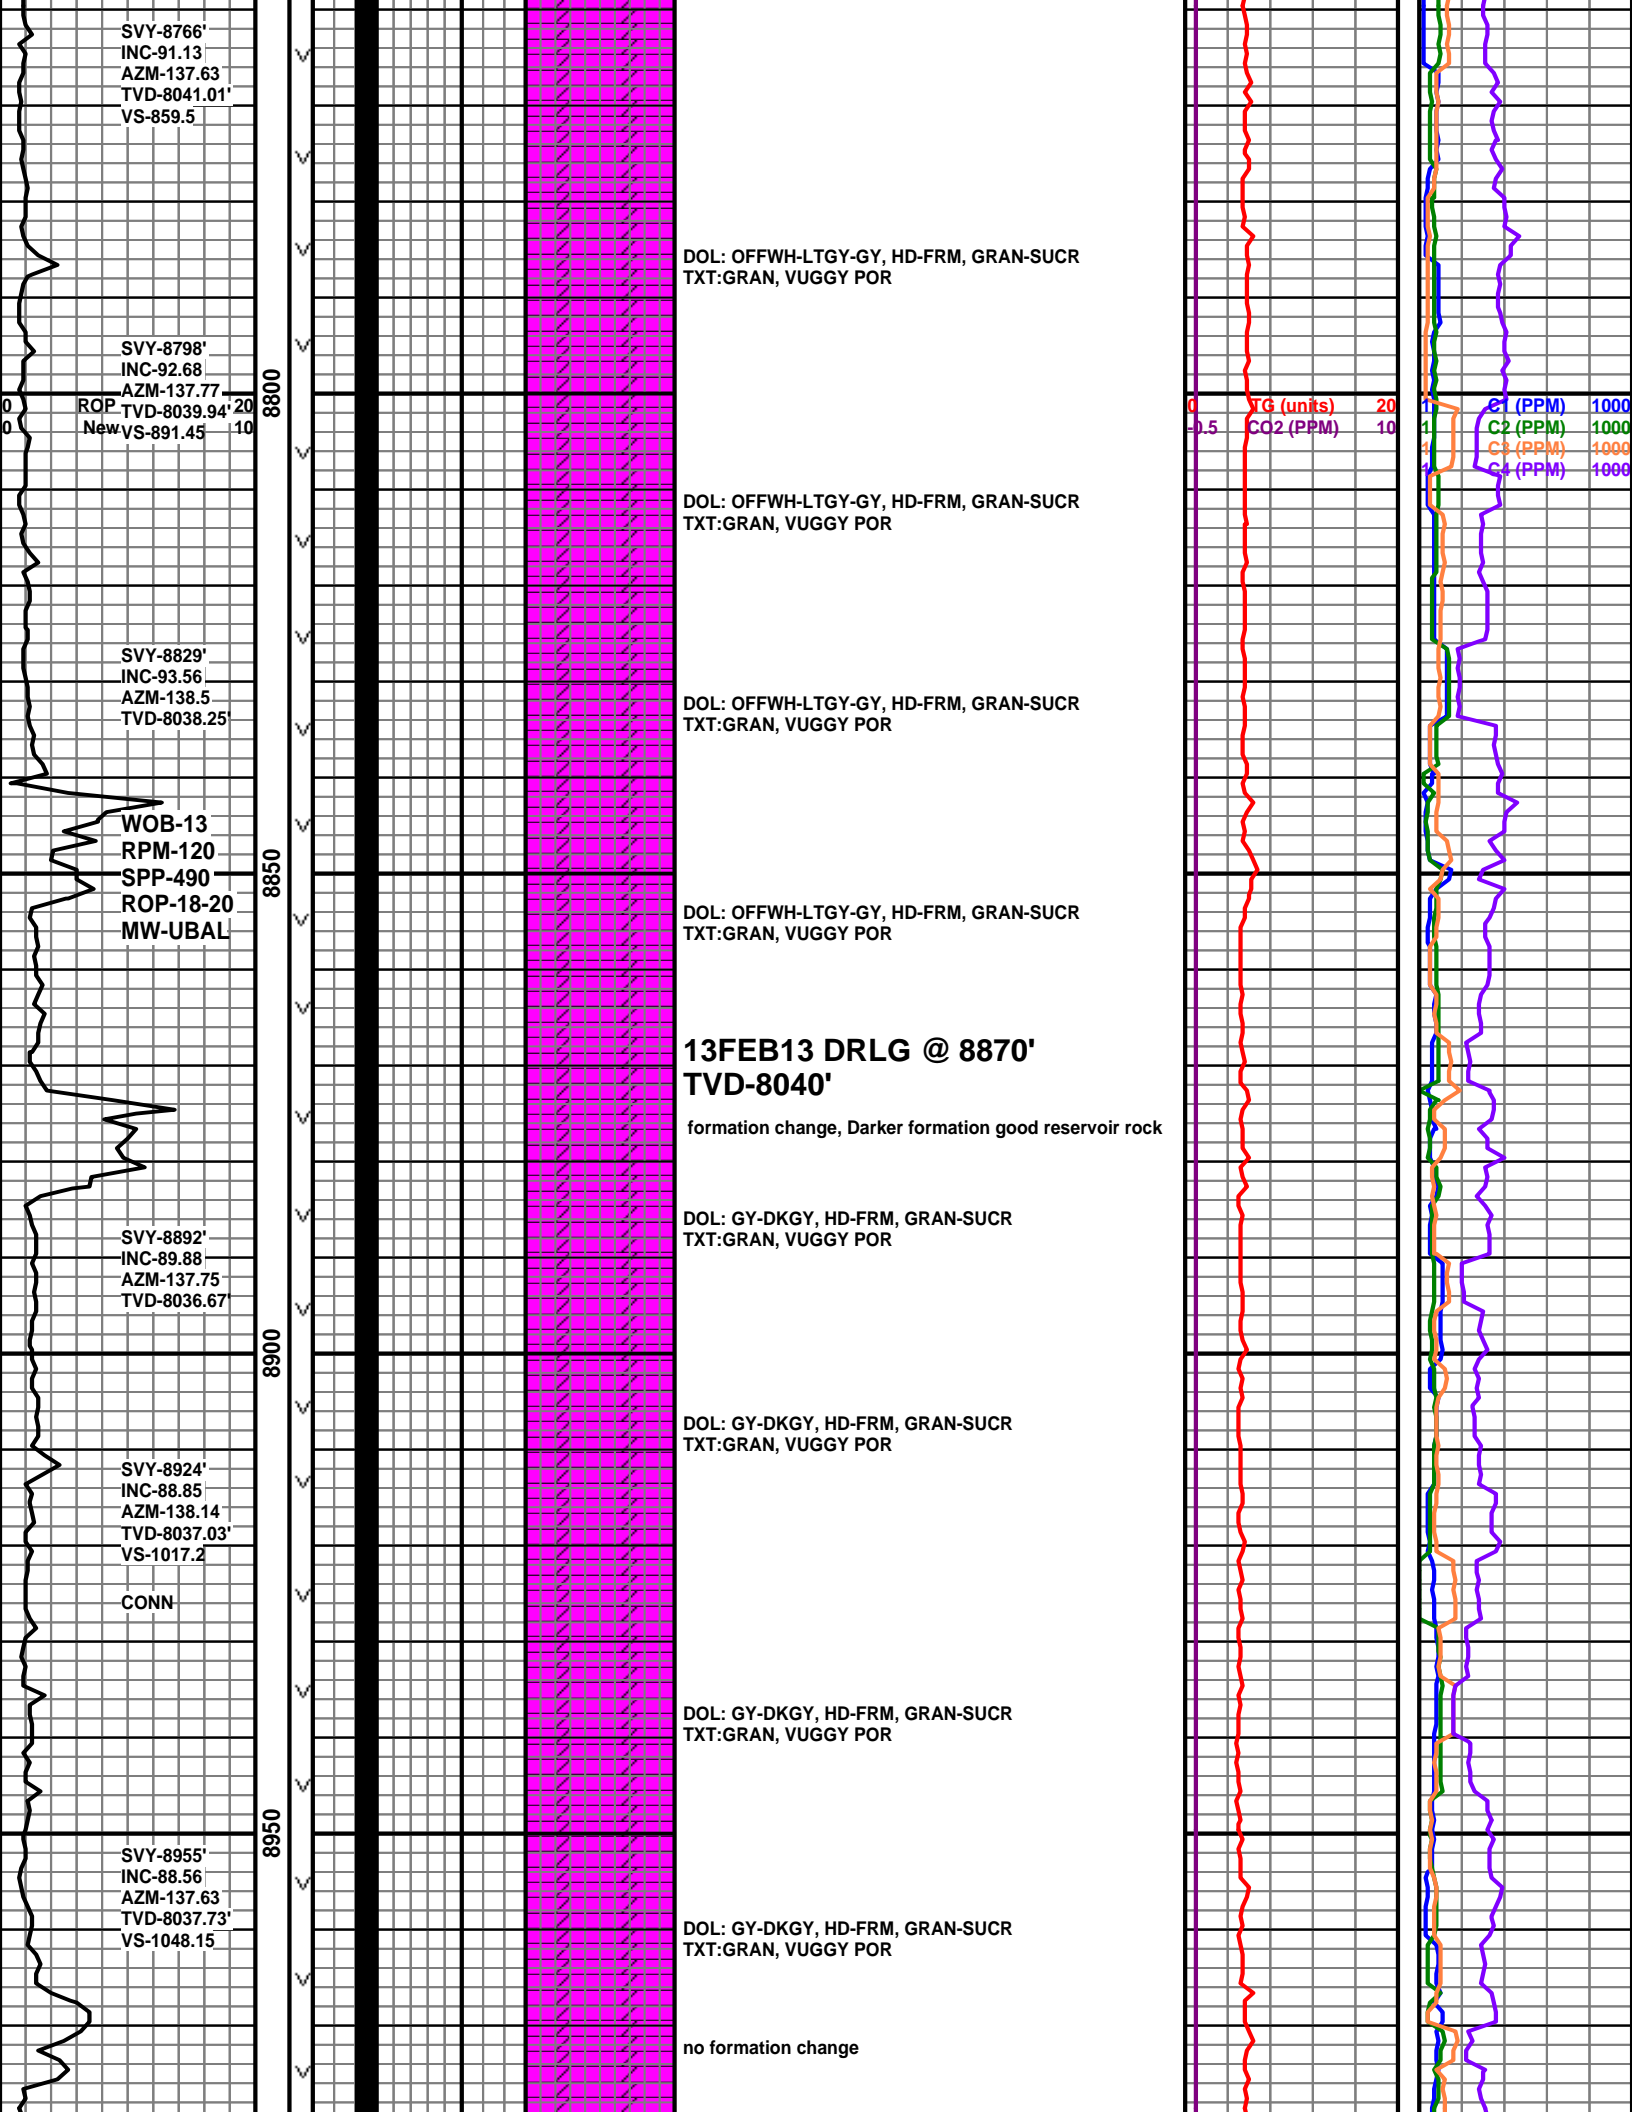 SVY-8766'
INC-91.13
AZM-137.63
TVD-8041.01'
VS-859.5
DOL: OFFWH-LTGY-GY, HD-FRM, GRAN-SUCR
TXT:GRAN, VUGGY POR
SVY-8798'
INC-92.68
AZM-137.77
TVD-8039.94'
VS-891.45
0 ROP 20
0 New 10
8800
0 TG (units) 20
-0.5 CO2 (PPM) 10
1 C1 (PPM) 1000
1 C2 (PPM) 1000
1 C3 (PPM) 1000
1 C4 (PPM) 1000
DOL: OFFWH-LTGY-GY, HD-FRM, GRAN-SUCR
TXT:GRAN, VUGGY POR
SVY-8829'
INC-93.56
AZM-138.5
TVD-8038.25'
DOL: OFFWH-LTGY-GY, HD-FRM, GRAN-SUCR
TXT:GRAN, VUGGY POR
WOB-13
RPM-120
SPP-490
ROP-18-20
MW-UBAL
8850
DOL: OFFWH-LTGY-GY, HD-FRM, GRAN-SUCR
TXT:GRAN, VUGGY POR
13FEB13 DRLG @ 8870'
TVD-8040'
formation change, Darker formation good reservoir rock
DOL: GY-DKGY, HD-FRM, GRAN-SUCR
TXT:GRAN, VUGGY POR
SVY-8892'
INC-89.88
AZM-137.75
TVD-8036.67'
8900
DOL: GY-DKGY, HD-FRM, GRAN-SUCR
TXT:GRAN, VUGGY POR
SVY-8924'
INC-88.85
AZM-138.14
TVD-8037.03'
VS-1017.2
CONN
DOL: GY-DKGY, HD-FRM, GRAN-SUCR
TXT:GRAN, VUGGY POR
8950
SVY-8955'
INC-88.56
AZM-137.63
TVD-8037.73'
VS-1048.15
DOL: GY-DKGY, HD-FRM, GRAN-SUCR
TXT:GRAN, VUGGY POR
no formation change